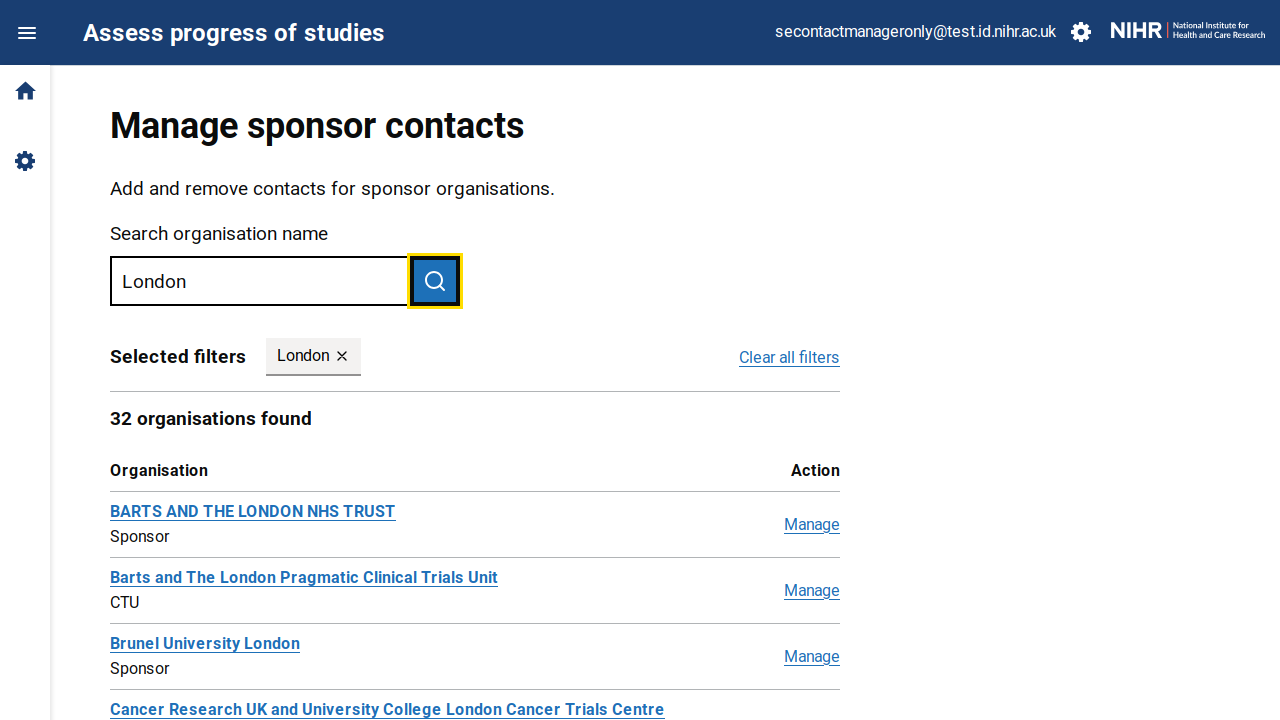 Assess progress of studies
secontactmanageronly@test.id.nihr.ac.uk
NIHR | National Institute for
Health and Care Research
Manage sponsor contacts
Add and remove contacts for sponsor organisations.
Search organisation name
London
Selected filters London Clear all filters
32 organisations found
Organisation Action
BARTS AND THE LONDON NHS TRUST
Sponsor Manage
Barts and The London Pragmatic Clinical Trials Unit
CTU Manage
Brunel University London
Sponsor Manage
Cancer Research UK and University College London Cancer Trials Centre